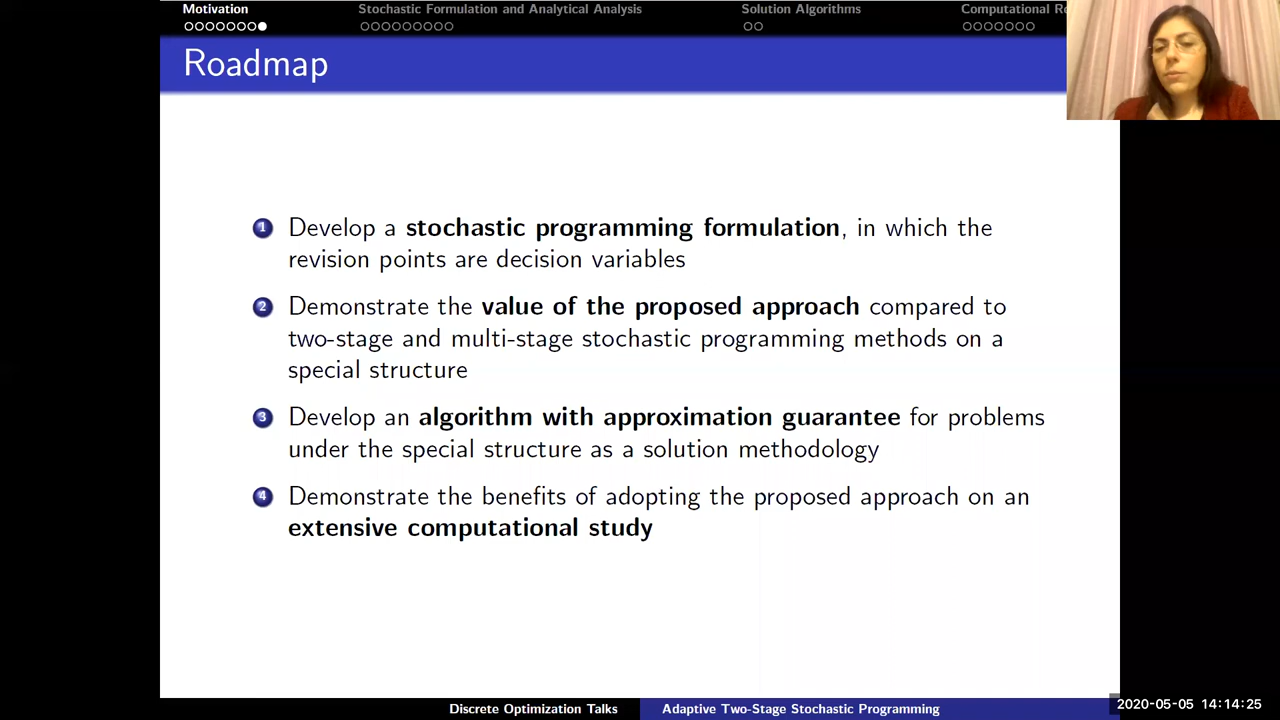 Motivation
Stochastic Formulation and Analytical Analysis
Solution Algorithms
Computational
Roadmap
1 Develop a stochastic programming formulation, in which the
revision points are decision variables
2 Demonstrate the value of the proposed approach compared to
two-stage and multi-stage stochastic programming methods on a
special structure
3 Develop an algorithm with approximation guarantee for problems
under the special structure as a solution methodology
4 Demonstrate the benefits of adopting the proposed approach on an
extensive computational study
Discrete Optimization Talks
Adaptive Two-Stage Stochastic Programming
2020-05-05 14:14:25